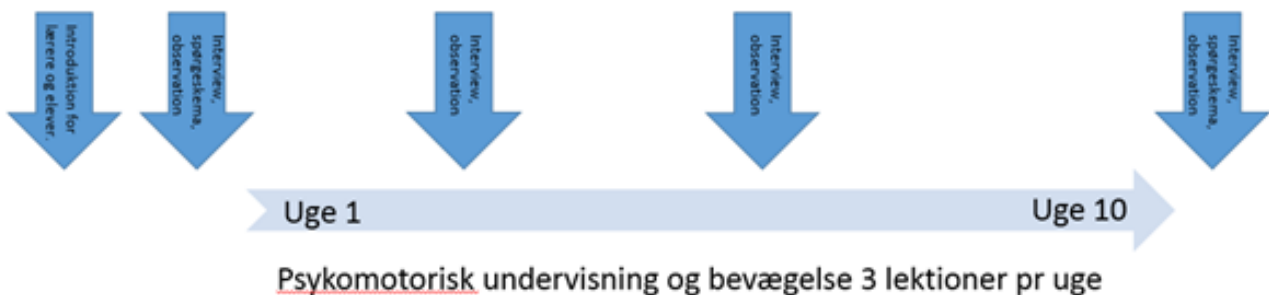 Introduktion for
lærere og elever.
Interview,
spørgeskema,
observation
Interview,
observation
Interview,
observation
Interview,
spørgeskema,
observation
Uge 1
Uge 10
Psykomotorisk undervisning og bevægelse 3 lektioner pr uge